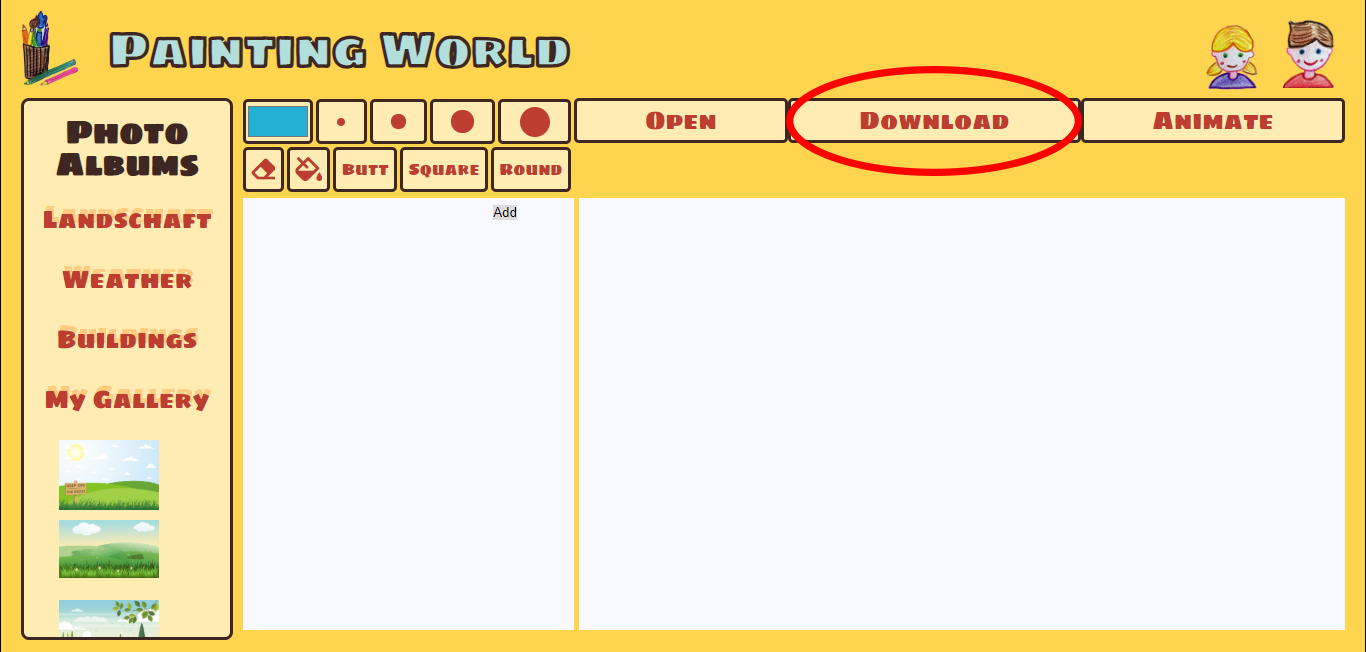 Painting World
Open
Download
Animate
Butt
Square
Round
Photo
Albums
Landschaft
Weather
Buildings
My Gallery
Add